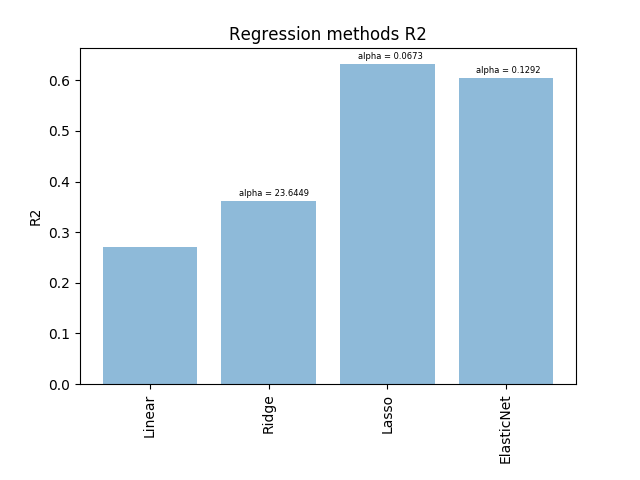 Regression methods R2
alpha = 0.0673
alpha = 0.1292
alpha = 23.6449
0.6
0.5
0.4
0.3
0.2
0.1
0.0
R2
Linear
Ridge
Lasso
ElasticNet